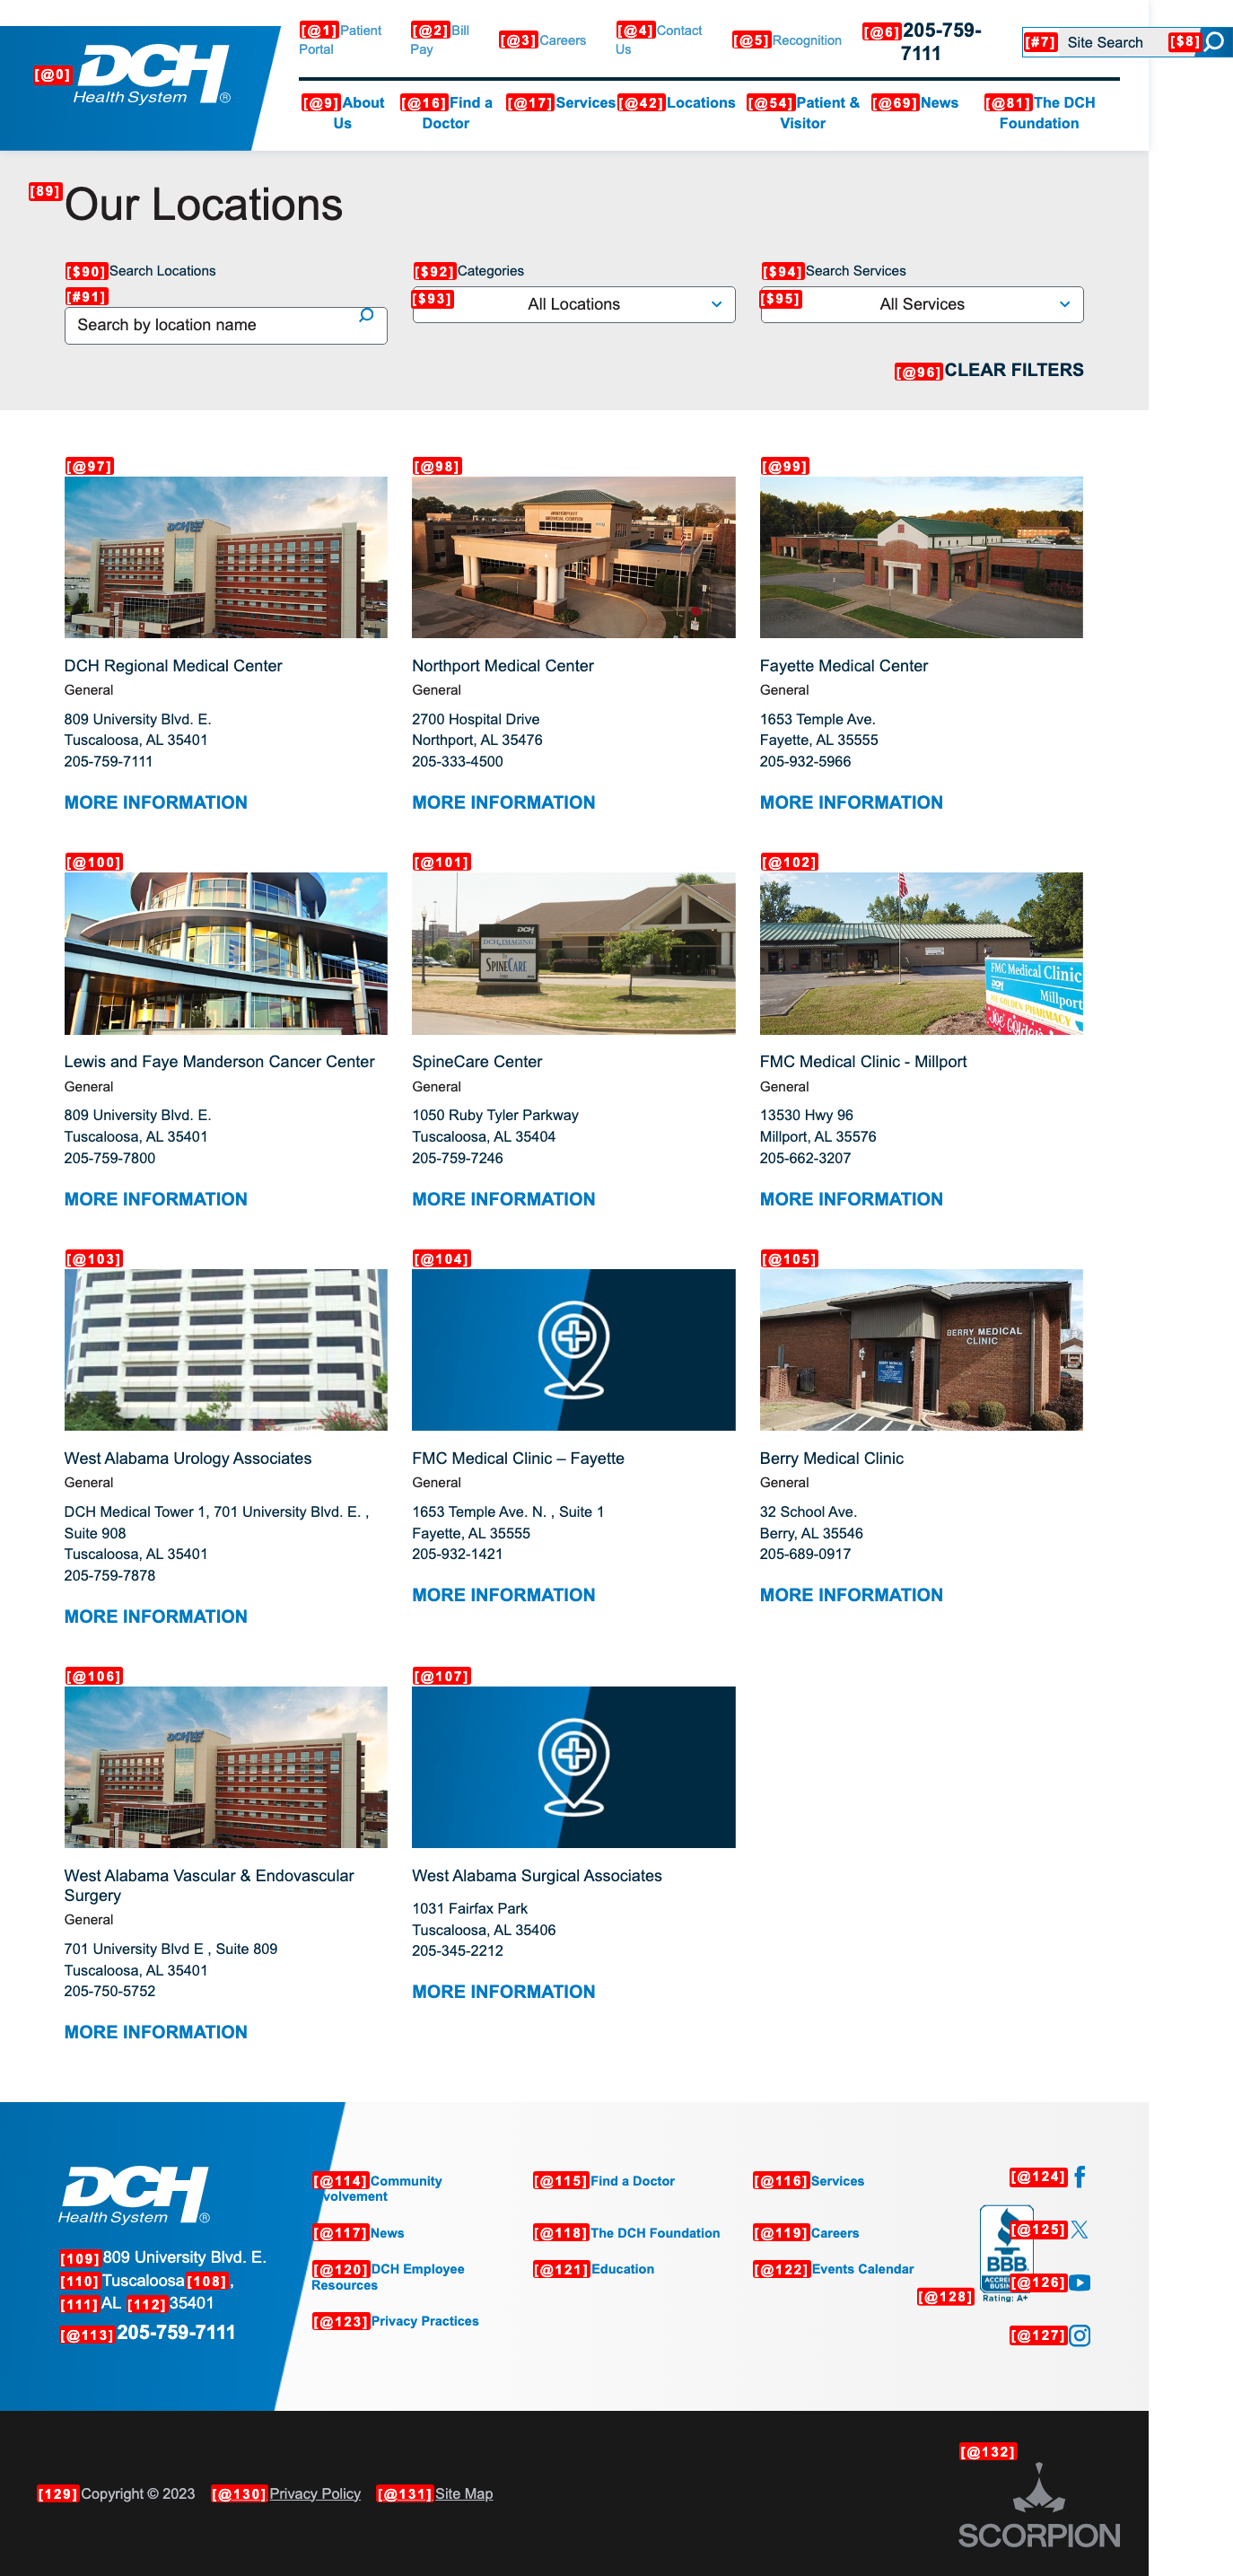 [@1] Patient Portal
[@2] Bill Pay
[@3] Careers
[@4] Contact Us
[@5] Recognition
[@6] 205-759-7111
[#7] Site Search [$8]
[@0] DCH
Health System®
[@9] About Us
[@16] Find a Doctor
[@17] Services
[@42] Locations
[@54] Patient & Visitor
[@69] News
[@81] The DCH Foundation
[89] Our Locations
[$90] Search Locations
[#91]
Search by location name
[$92] Categories
[$93] All Locations
[$94] Search Services
[$95] All Services
[@96] CLEAR FILTERS
[@97]
DCH
DCH Regional Medical Center
General
809 University Blvd. E.
Tuscaloosa, AL 35401
205-759-7111
MORE INFORMATION
[@98]
Northport Medical Center
General
2700 Hospital Drive
Northport, AL 35476
205-333-4500
MORE INFORMATION
[@99]
Fayette Medical Center
General
1653 Temple Ave.
Fayette, AL 35555
205-932-5966
MORE INFORMATION
[@100]
Lewis and Faye Manderson Cancer Center
General
809 University Blvd. E.
Tuscaloosa, AL 35401
205-759-7800
MORE INFORMATION
[@101]
DCH
DCH IMAGING
SPINECARE
SpineCare Center
General
1050 Ruby Tyler Parkway
Tuscaloosa, AL 35404
205-759-7246
MORE INFORMATION
[@102]
FMC Medical Clinic
DCH Millport
PHARMACY
FMC Medical Clinic - Millport
General
13530 Hwy 96
Millport, AL 35576
205-662-3207
MORE INFORMATION
[@103]
West Alabama Urology Associates
General
DCH Medical Tower 1, 701 University Blvd. E. ,
Suite 908
Tuscaloosa, AL 35401
205-759-7878
MORE INFORMATION
[@104]
FMC Medical Clinic – Fayette
General
1653 Temple Ave. N. , Suite 1
Fayette, AL 35555
205-932-1421
MORE INFORMATION
[@105]
BERRY MEDICAL
CLINIC
Berry Medical Clinic
General
32 School Ave.
Berry, AL 35546
205-689-0917
MORE INFORMATION
[@106]
DCH
West Alabama Vascular & Endovascular
Surgery
General
701 University Blvd E , Suite 809
Tuscaloosa, AL 35401
205-750-5752
MORE INFORMATION
[@107]
West Alabama Surgical Associates
1031 Fairfax Park
Tuscaloosa, AL 35406
205-345-2212
MORE INFORMATION
DCH
Health System®
[109] 809 University Blvd. E.
[110] Tuscaloosa [108],
[111] AL [112] 35401
[@113] 205-759-7111
[@114] Community
volvement
[@115] Find a Doctor
[@116] Services
[@117] News
[@118] The DCH Foundation
[@119] Careers
[@120] DCH Employee
Resources
[@121] Education
[@122] Events Calendar
[@123] Privacy Practices
[@124]
[@125]
[@126]
[@127]
[@128]
BBB
Rating: A+
[129] Copyright © 2023
[@130] Privacy Policy
[@131] Site Map
[@132]
SCORPION